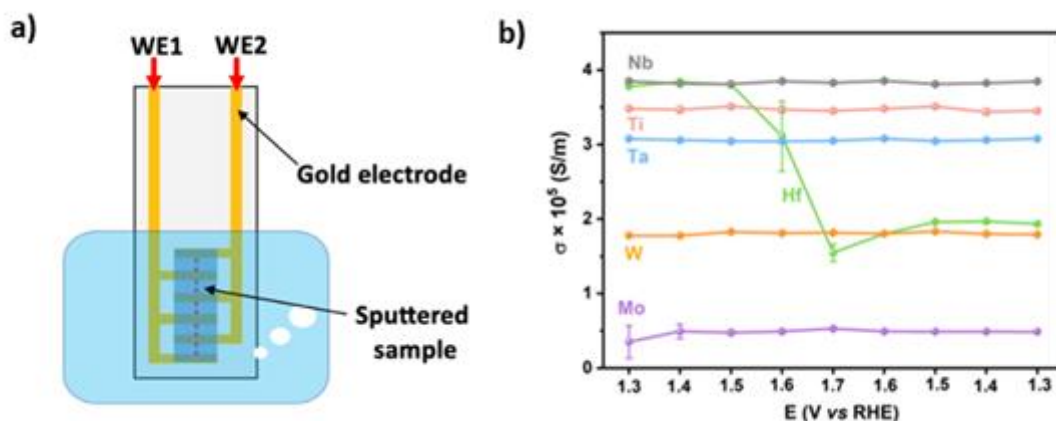 a)
WE1 WE2
Gold electrode
Sputtered
sample
b)
σ × 10⁵ (S/m)
4
3
2
1
0
Nb
Ti
Ta
Hf
W
Mo
1.3 1.4 1.5 1.6 1.7 1.6 1.5 1.4 1.3
E (V vs RHE)